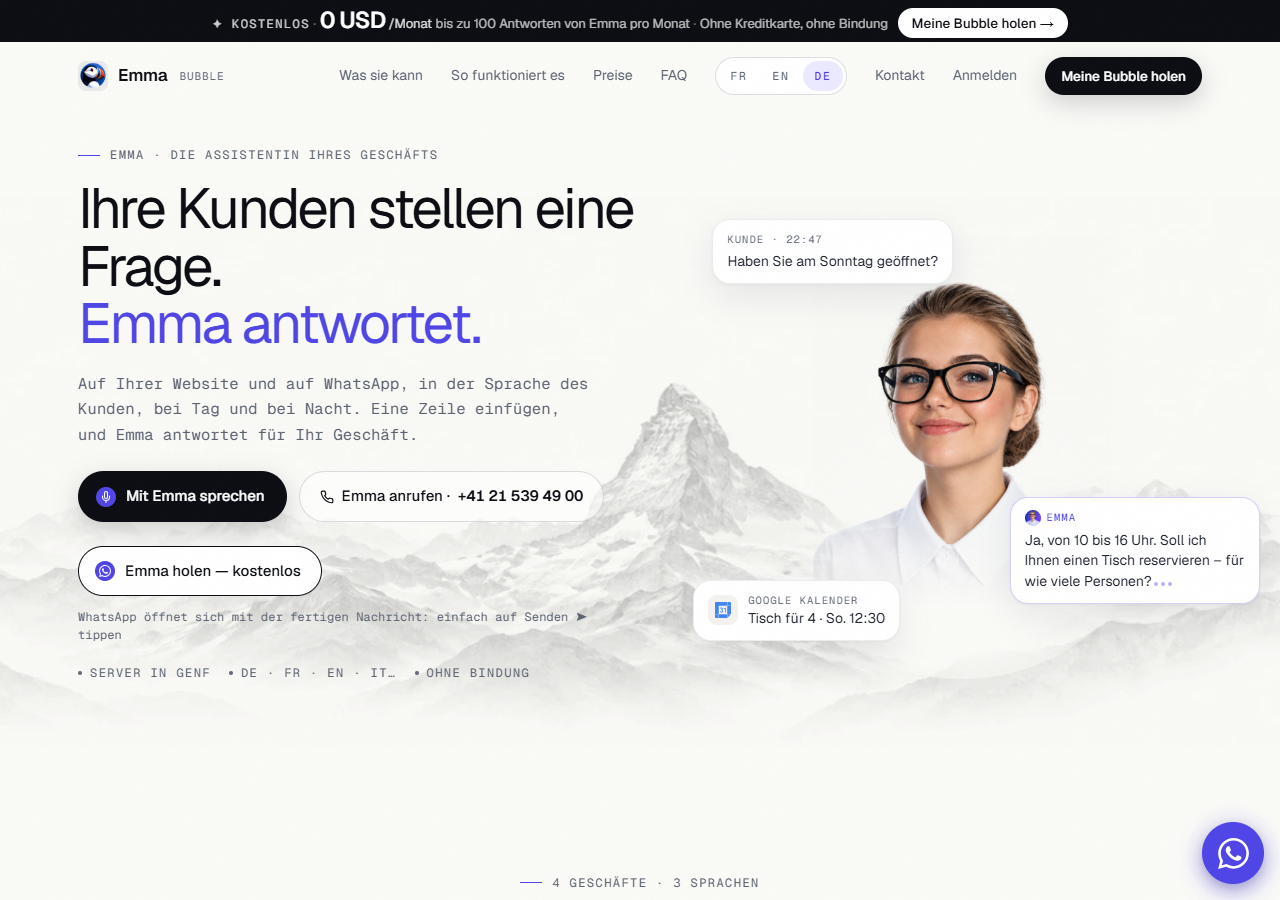 ✦ KOSTENLOS · 0 USD /Monat bis zu 100 Antworten von Emma pro Monat · Ohne Kreditkarte, ohne Bindung Meine Bubble holen →
Emma BUBBLE Was sie kann So funktioniert es Preise FAQ FR EN DE Kontakt Anmelden Meine Bubble holen
EMMA · DIE ASSISTENTIN IHRES GESCHÄFTS
Ihre Kunden stellen eine
Frage.
Emma antwortet.
Auf Ihrer Website und auf WhatsApp, in der Sprache des
Kunden, bei Tag und bei Nacht. Eine Zeile einfügen,
und Emma antwortet für Ihr Geschäft.
Mit Emma sprechen
Emma anrufen · +41 21 539 49 00
Emma holen — kostenlos
WhatsApp öffnet sich mit der fertigen Nachricht: einfach auf Senden ➤
tippen
• SERVER IN GENF • DE · FR · EN · IT… • OHNE BINDUNG
KUNDE · 22:47
Haben Sie am Sonntag geöffnet?
EMMA
Ja, von 10 bis 16 Uhr. Soll ich
Ihnen einen Tisch reservieren – für
wie viele Personen?
GOOGLE KALENDER
31
Tisch für 4 · So. 12:30
4 GESCHÄFTE · 3 SPRACHEN